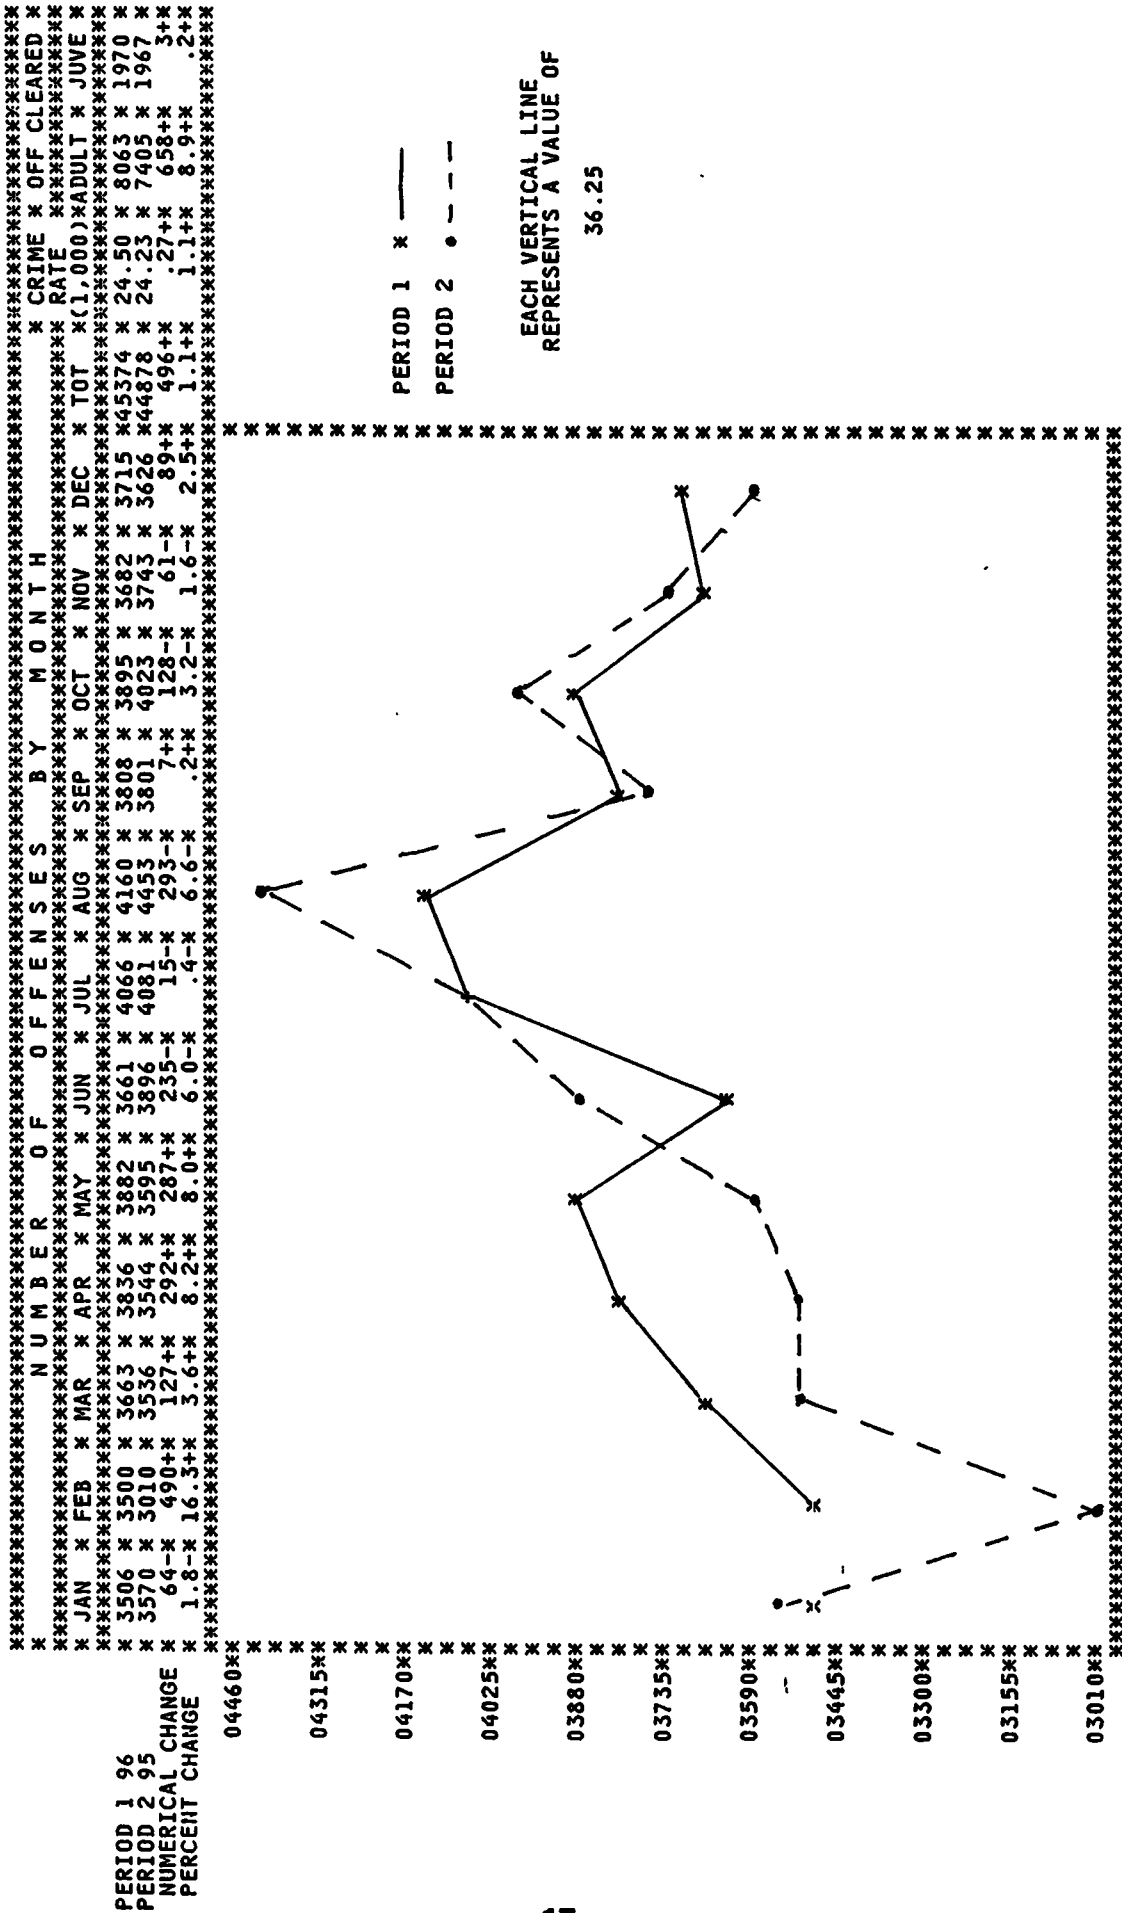 *******************************************************************************************
* N U M B E R O F O F F E N S E S B Y M O N T H * CRIME * OFF CLEARED *
******************************************************************* RATE **************
* JAN * FEB * MAR * APR * MAY * JUN * JUL * AUG * SEP * OCT * NOV * DEC * TOT *(1,000)*ADULT * JUVE *
*******************************************************************************************
PERIOD 1 96 * 3506 * 3500 * 3663 * 3836 * 3882 * 3661 * 4066 * 4160 * 3808 * 3895 * 3682 * 3715 *45374 * 24.50 * 8063 * 1970 *
PERIOD 2 95 * 3570 * 3010 * 3536 * 3544 * 3595 * 3896 * 4081 * 4453 * 3801 * 4023 * 3743 * 3626 *44878 * 24.23 * 7405 * 1967 *
NUMERICAL CHANGE * 64-* 490+* 127+* 292+* 287+* 235-* 15-* 293-* 7+* 128-* 61-* 89+* 496+* .27+* 658+* 3+*
PERCENT CHANGE * 1.8-* 16.3+* 3.6+* 8.2+* 8.0+* 6.0-* .4-* 6.6-* .2+* 3.2-* 1.6-* 2.5+* 1.1+* 1.1+* 8.9+* .2+*
*******************************************************************************************
04460**
04315**
04170**
04025**
03880**
03735**
03590**
03445**
03300**
03155**
03010**
PERIOD 1 *
PERIOD 2
EACH VERTICAL LINE
REPRESENTS A VALUE OF
36.25